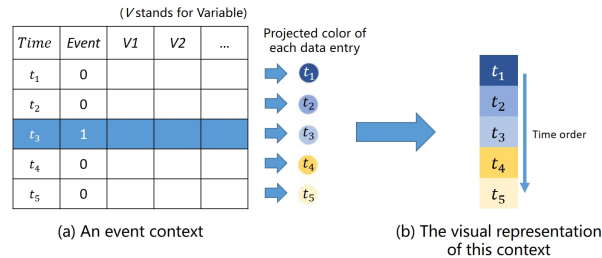 (V stands for Variable)
Time Event V1 V2 ...
t1 0
t2 0
t3 1
t4 0
t5 0
Projected color of
each data entry
t1
t2
t3
t4
t5
t1
t2
t3
t4
t5
Time order
(a) An event context
(b) The visual representation
of this context